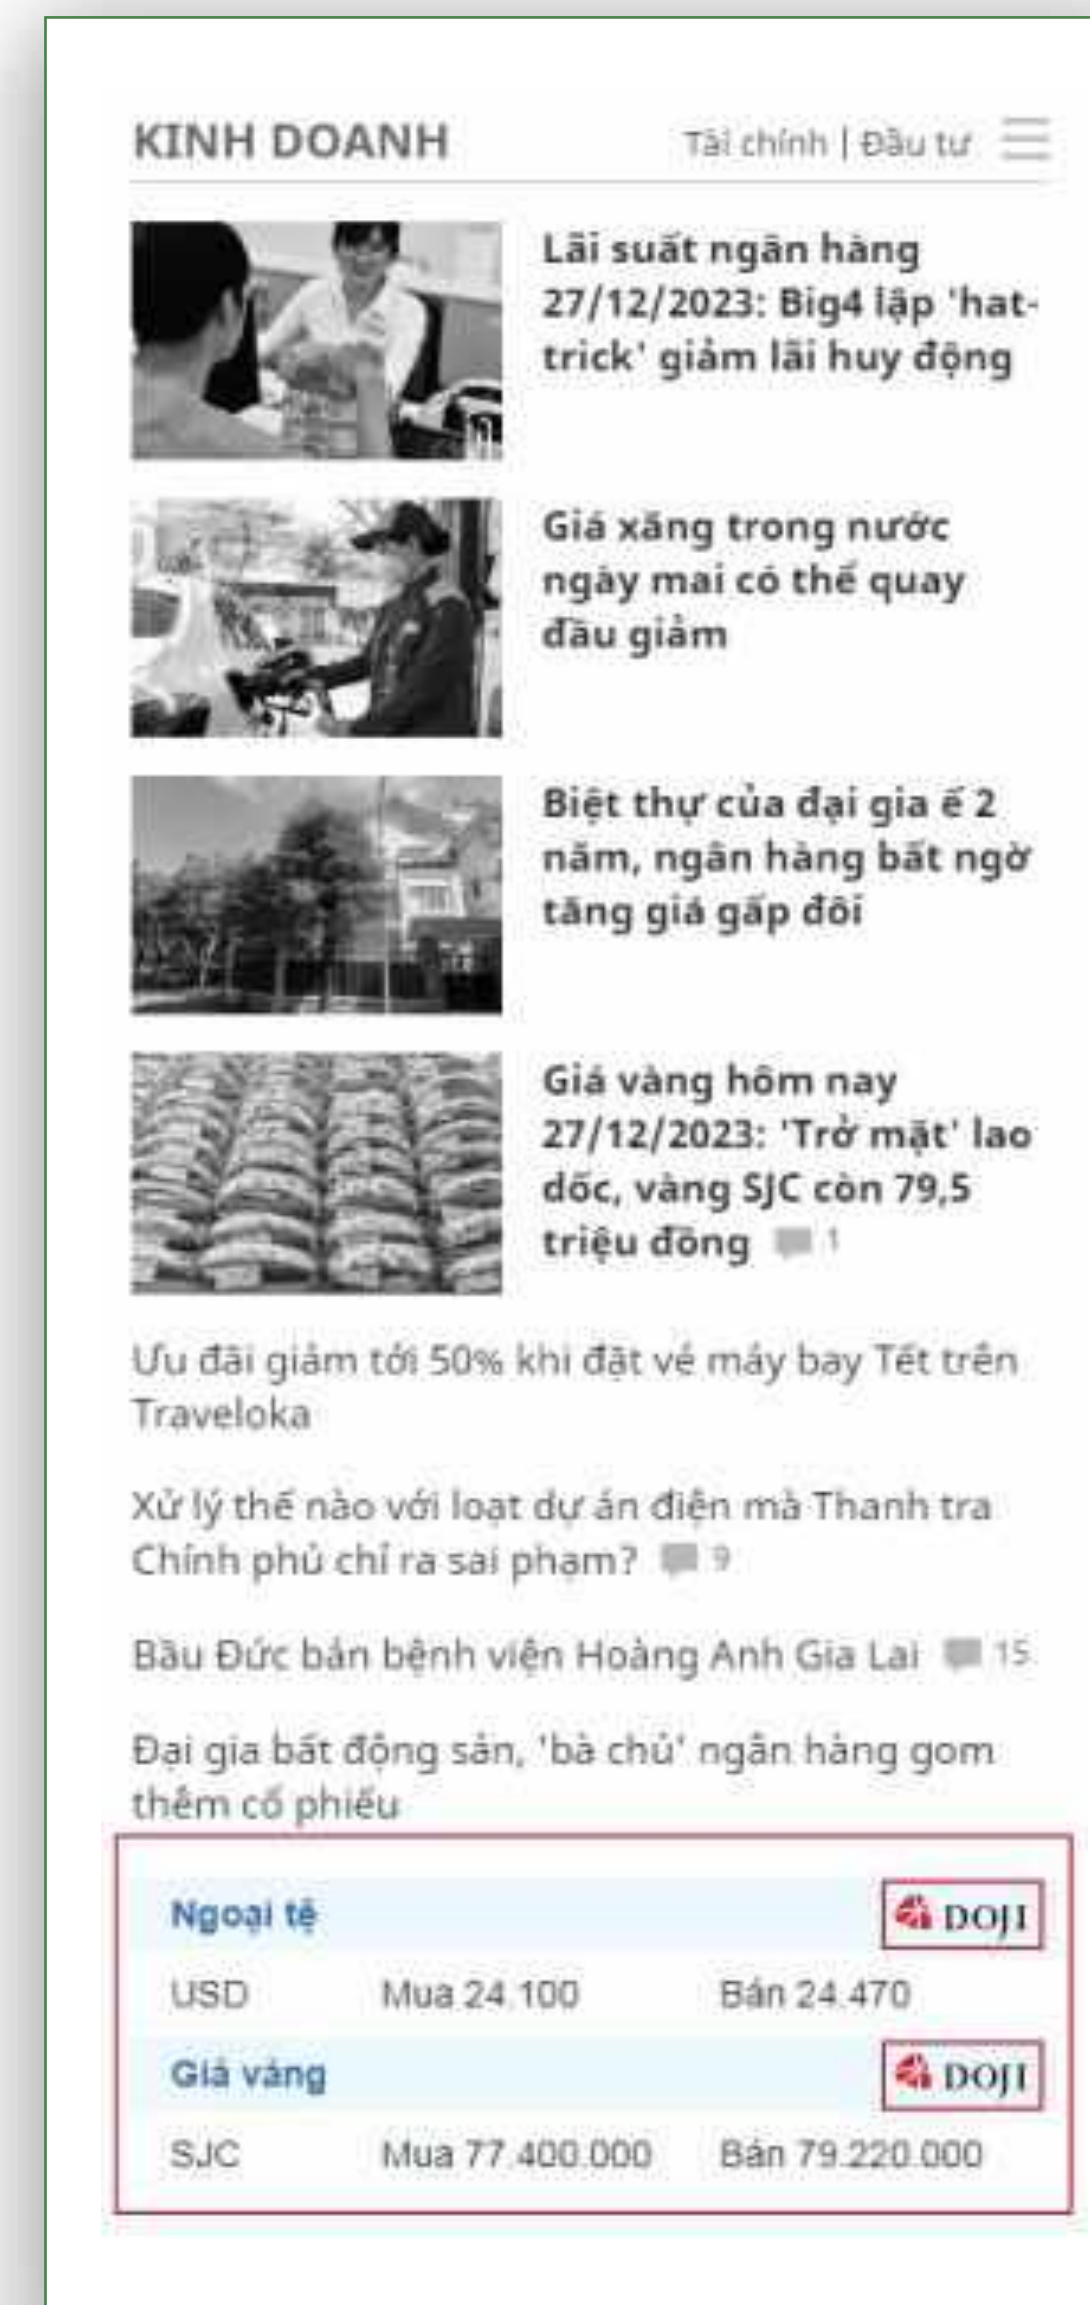 KINH DOANH
Tài chính | Đầu tư
Lãi suất ngân hàng
27/12/2023: Big4 lập 'hat-
trick' giảm lãi huy động
Giá xăng trong nước
ngày mai có thể quay
đầu giảm
Biệt thự của đại gia ế 2
năm, ngân hàng bất ngờ
tăng giá gấp đôi
Giá vàng hôm nay
27/12/2023: 'Trở mặt' lao
dốc, vàng SJC còn 79,5
triệu đồng 1
Ưu đãi giảm tới 50% khi đặt vé máy bay Tết trên
Traveloka
Xử lý thế nào với loạt dự án điện mà Thanh tra
Chính phủ chỉ ra sai phạm? 9
Bầu Đức bán bệnh viện Hoàng Anh Gia Lai 15
Đại gia bất động sản, 'bà chủ' ngân hàng gom
thêm cổ phiếu
Ngoại tệ DOJI
USD Mua 24.100 Bán 24.470
Giá vàng DOJI
SJC Mua 77.400.000 Bán 79.220.000